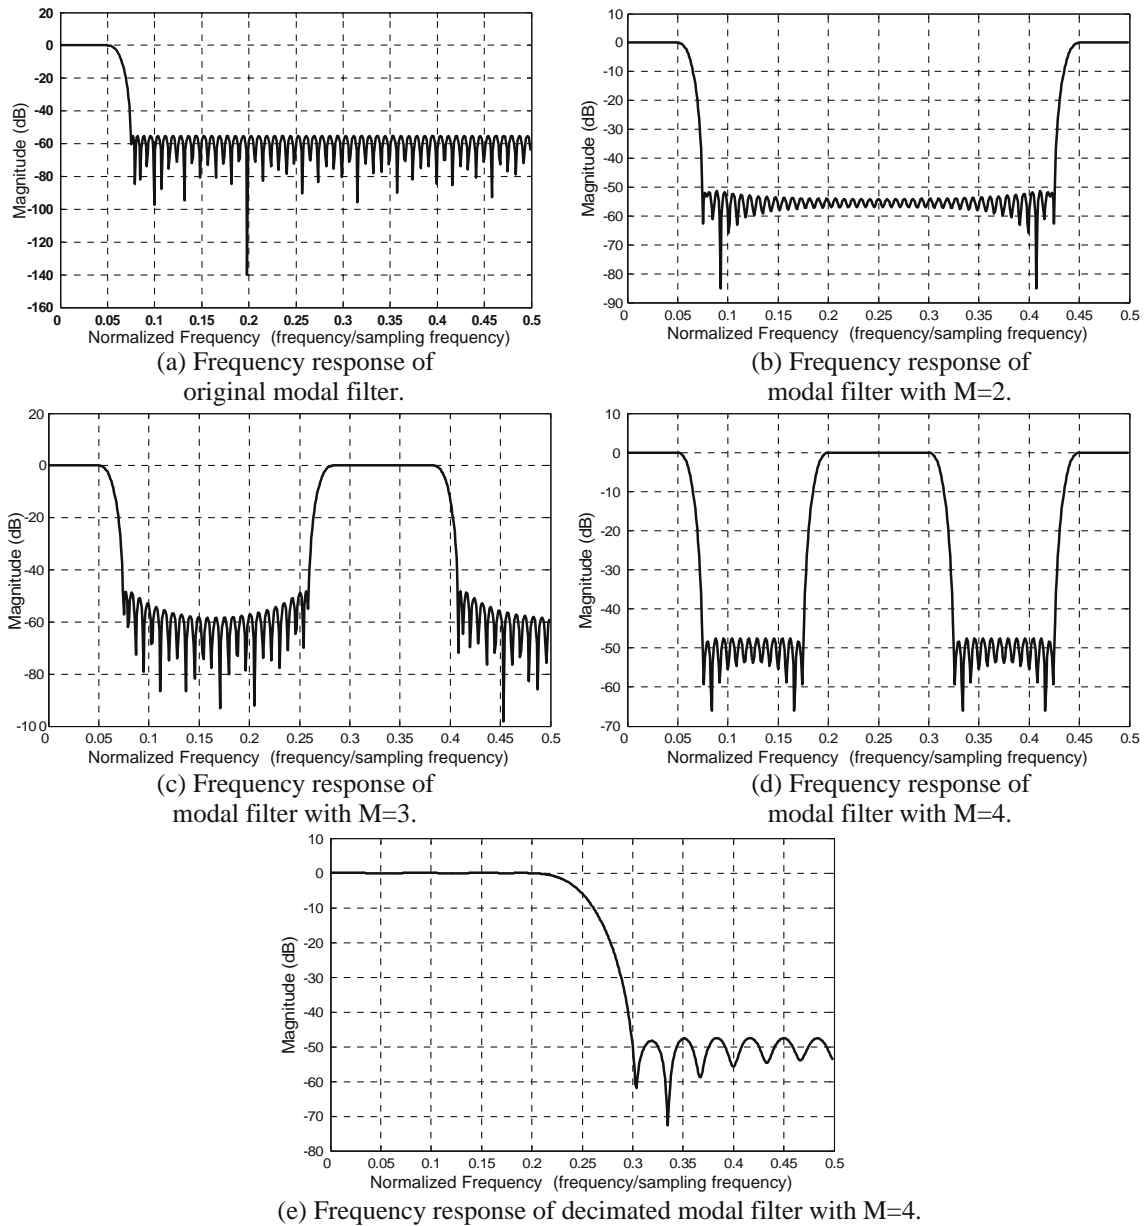 20
0
-20
-40
-60
-80
-100
-120
-140
-160
Magnitude (dB)
0 0.05 0.1 0.15 0.2 0.25 0.3 0.35 0.4 0.45 0.5
Normalized Frequency (frequency/sampling frequency)
(a) Frequency response of
original modal filter.
10
0
-10
-20
-30
-40
-50
-60
-70
-80
-90
Magnitude (dB)
0 0.05 0.1 0.15 0.2 0.25 0.3 0.35 0.4 0.45 0.5
Normalized Frequency (frequency/sampling frequency)
(b) Frequency response of
modal filter with M=2.
20
0
-20
-40
-60
-80
-100
Magnitude (dB)
0 0.05 0.1 0.15 0.2 0.25 0.3 0.35 0.4 0.45 0.5
Normalized Frequency (frequency/sampling frequency)
(c) Frequency response of
modal filter with M=3.
10
0
-10
-20
-30
-40
-50
-60
-70
Magnitude (dB)
0 0.05 0.1 0.15 0.2 0.25 0.3 0.35 0.4 0.45 0.5
Normalized Frequency (frequency/sampling frequency)
(d) Frequency response of
modal filter with M=4.
10
0
-10
-20
-30
-40
-50
-60
-70
-80
Magnitude (dB)
0 0.05 0.1 0.15 0.2 0.25 0.3 0.35 0.4 0.45 0.5
Normalized Frequency (frequency/sampling frequency)
(e) Frequency response of decimated modal filter with M=4.